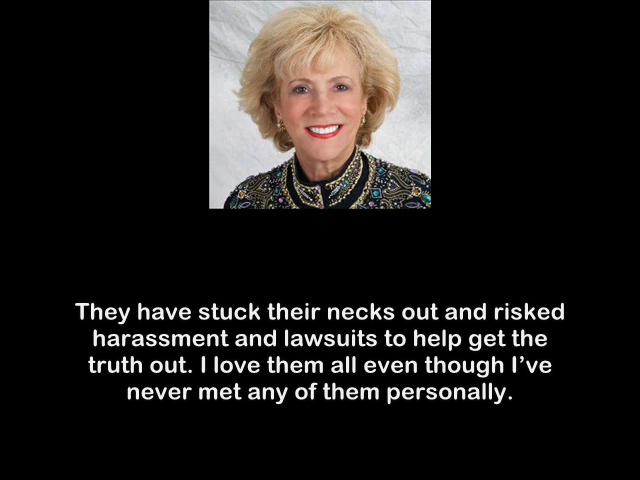 They have stuck their necks out and risked
harassment and lawsuits to help get the
truth out. I love them all even though I’ve
never met any of them personally.